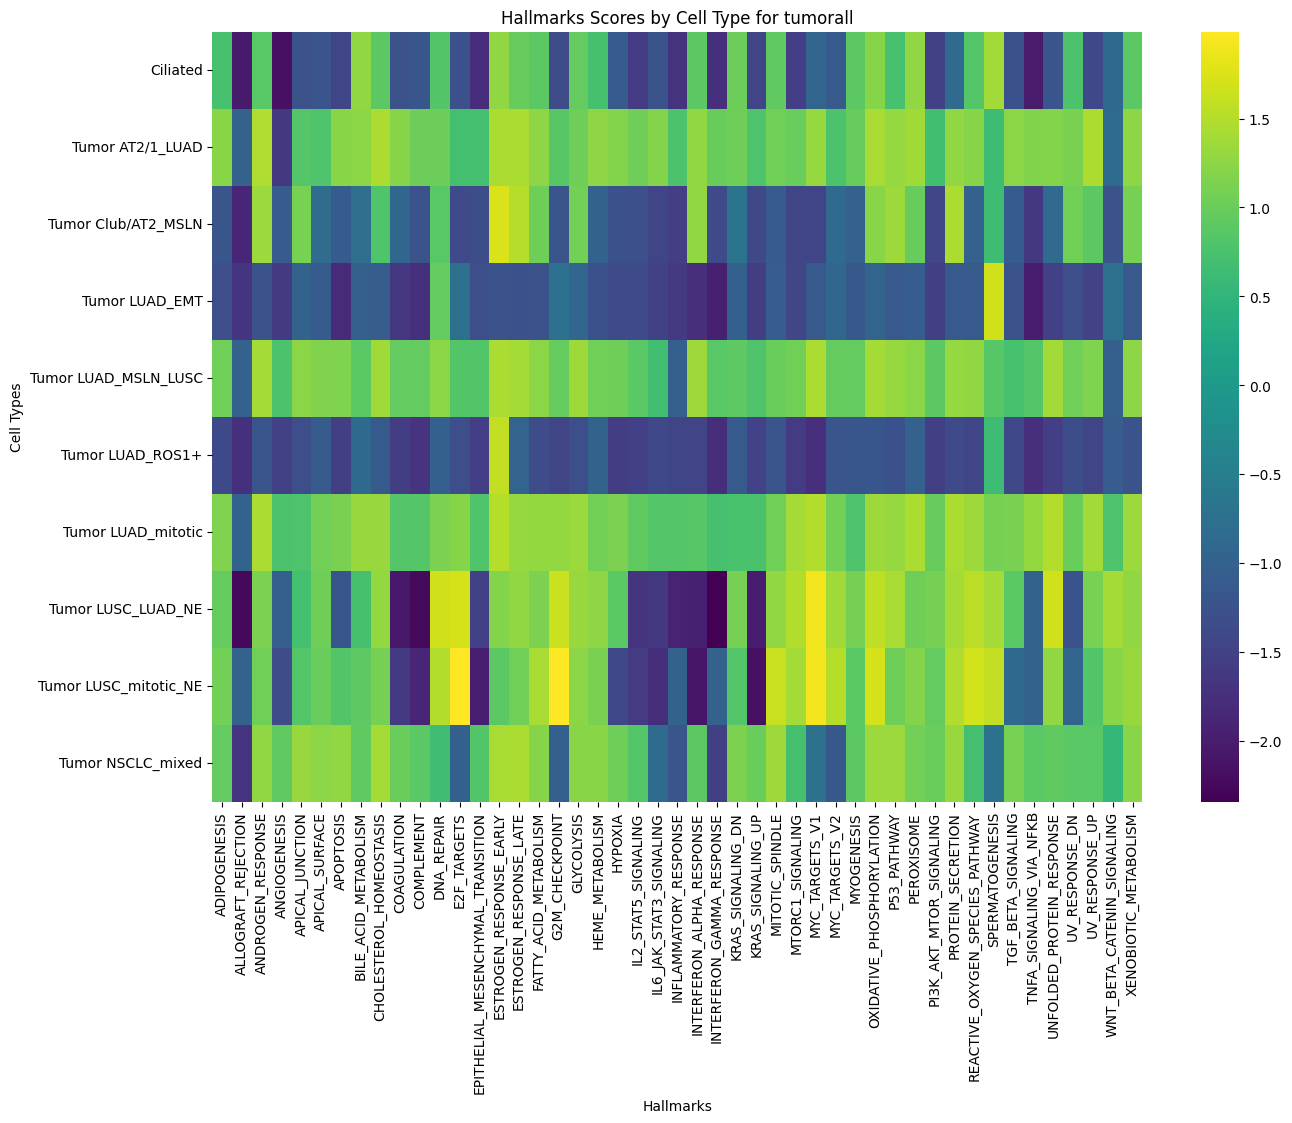 Hallmarks Scores by Cell Type for tumorall
Cell Types
Ciliated
Tumor AT2/1_LUAD
Tumor Club/AT2_MSLN
Tumor LUAD_EMT
Tumor LUAD_MSLN_LUSC
Tumor LUAD_ROS1+
Tumor LUAD_mitotic
Tumor LUSC_LUAD_NE
Tumor LUSC_mitotic_NE
Tumor NSCLC_mixed
1.5
1.0
0.5
0.0
−0.5
−1.0
−1.5
−2.0
ADIPOGENESIS
ALLOGRAFT_REJECTION
ANDROGEN_RESPONSE
ANGIOGENESIS
APICAL_JUNCTION
APICAL_SURFACE
APOPTOSIS
BILE_ACID_METABOLISM
CHOLESTEROL_HOMEOSTASIS
COAGULATION
COMPLEMENT
DNA_REPAIR
E2F_TARGETS
EPITHELIAL_MESENCHYMAL_TRANSITION
ESTROGEN_RESPONSE_EARLY
ESTROGEN_RESPONSE_LATE
FATTY_ACID_METABOLISM
G2M_CHECKPOINT
GLYCOLYSIS
HEME_METABOLISM
HYPOXIA
IL2_STAT5_SIGNALING
IL6_JAK_STAT3_SIGNALING
INFLAMMATORY_RESPONSE
INTERFERON_ALPHA_RESPONSE
INTERFERON_GAMMA_RESPONSE
KRAS_SIGNALING_DN
KRAS_SIGNALING_UP
MITOTIC_SPINDLE
MTORC1_SIGNALING
MYC_TARGETS_V1
MYC_TARGETS_V2
MYOGENESIS
OXIDATIVE_PHOSPHORYLATION
P53_PATHWAY
PEROXISOME
PI3K_AKT_MTOR_SIGNALING
PROTEIN_SECRETION
REACTIVE_OXYGEN_SPECIES_PATHWAY
SPERMATOGENESIS
TGF_BETA_SIGNALING
TNFA_SIGNALING_VIA_NFKB
UNFOLDED_PROTEIN_RESPONSE
UV_RESPONSE_DN
UV_RESPONSE_UP
WNT_BETA_CATENIN_SIGNALING
XENOBIOTIC_METABOLISM
Hallmarks